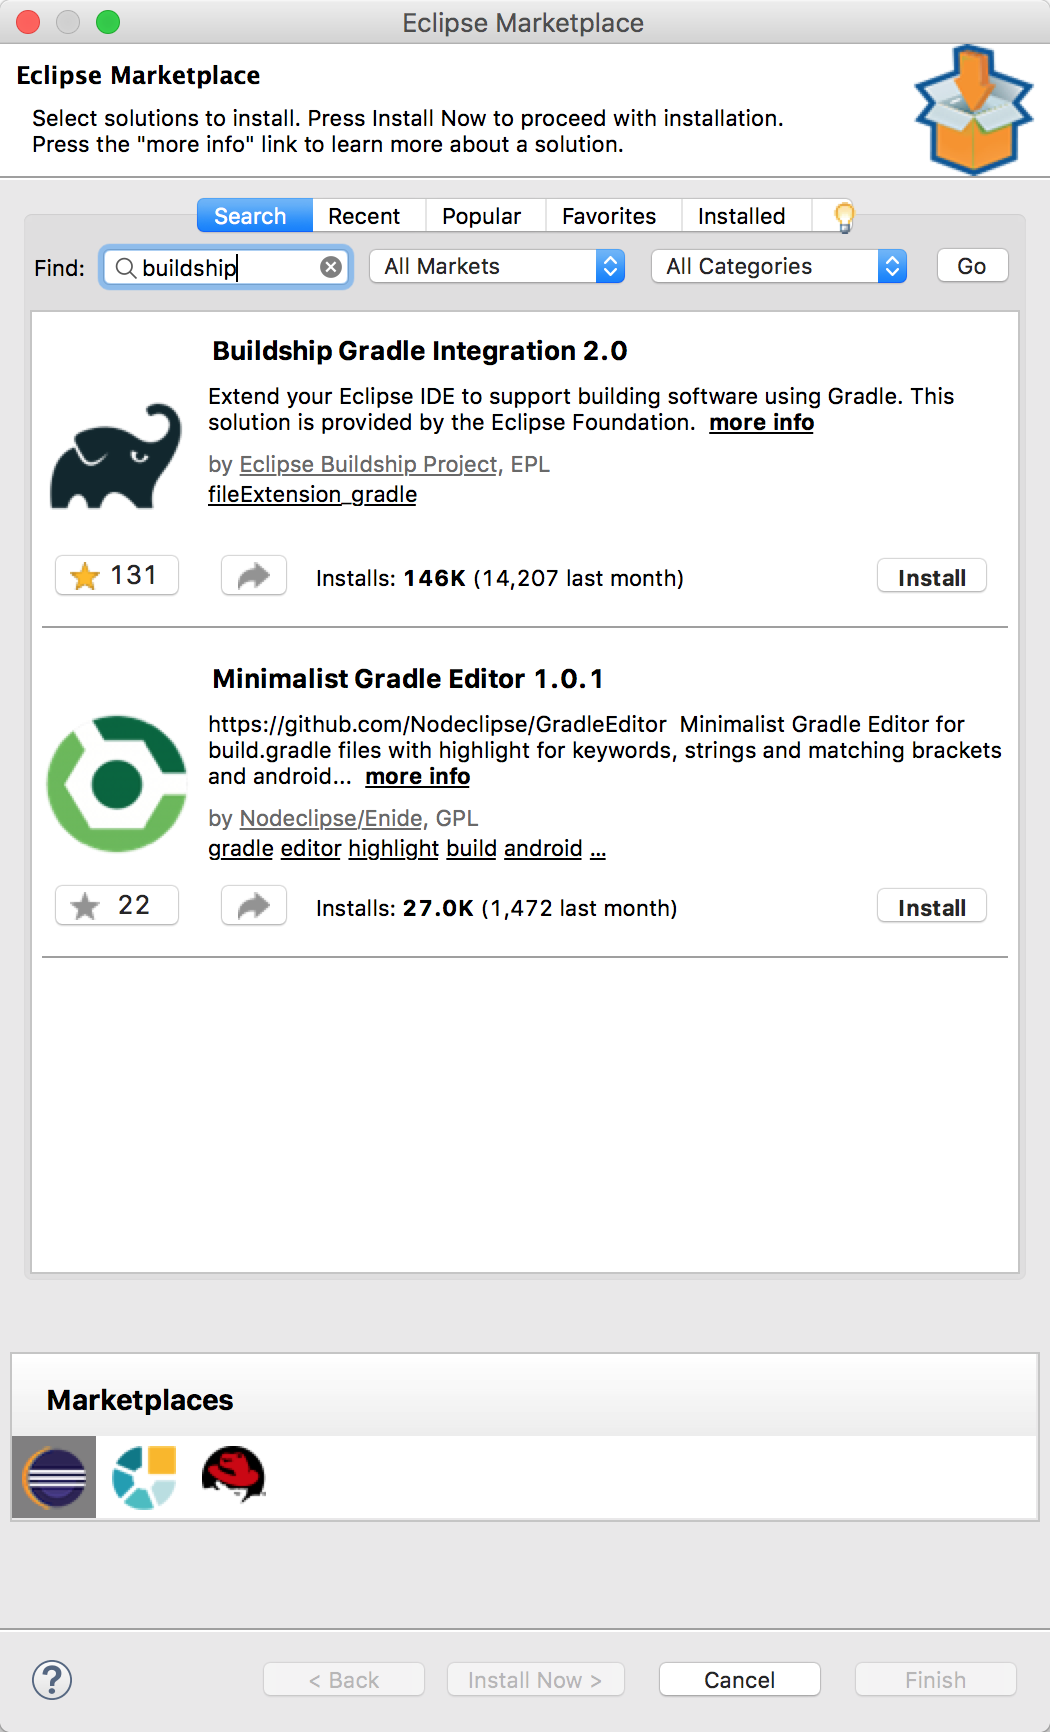 Eclipse Marketplace
Eclipse Marketplace
Select solutions to install. Press Install Now to proceed with installation.
Press the "more info" link to learn more about a solution.
Search Recent Popular Favorites Installed
Find: buildship All Markets All Categories Go
Buildship Gradle Integration 2.0
Extend your Eclipse IDE to support building software using Gradle. This
solution is provided by the Eclipse Foundation. more info
by Eclipse Buildship Project, EPL
fileExtension_gradle
131 Installs: 146K (14,207 last month) Install
Minimalist Gradle Editor 1.0.1
https://github.com/Nodeclipse/GradleEditor Minimalist Gradle Editor for
build.gradle files with highlight for keywords, strings and matching brackets
and android... more info
by Nodeclipse/Enide, GPL
gradle editor highlight build android ...
22 Installs: 27.0K (1,472 last month) Install
Marketplaces
? < Back Install Now > Cancel Finish